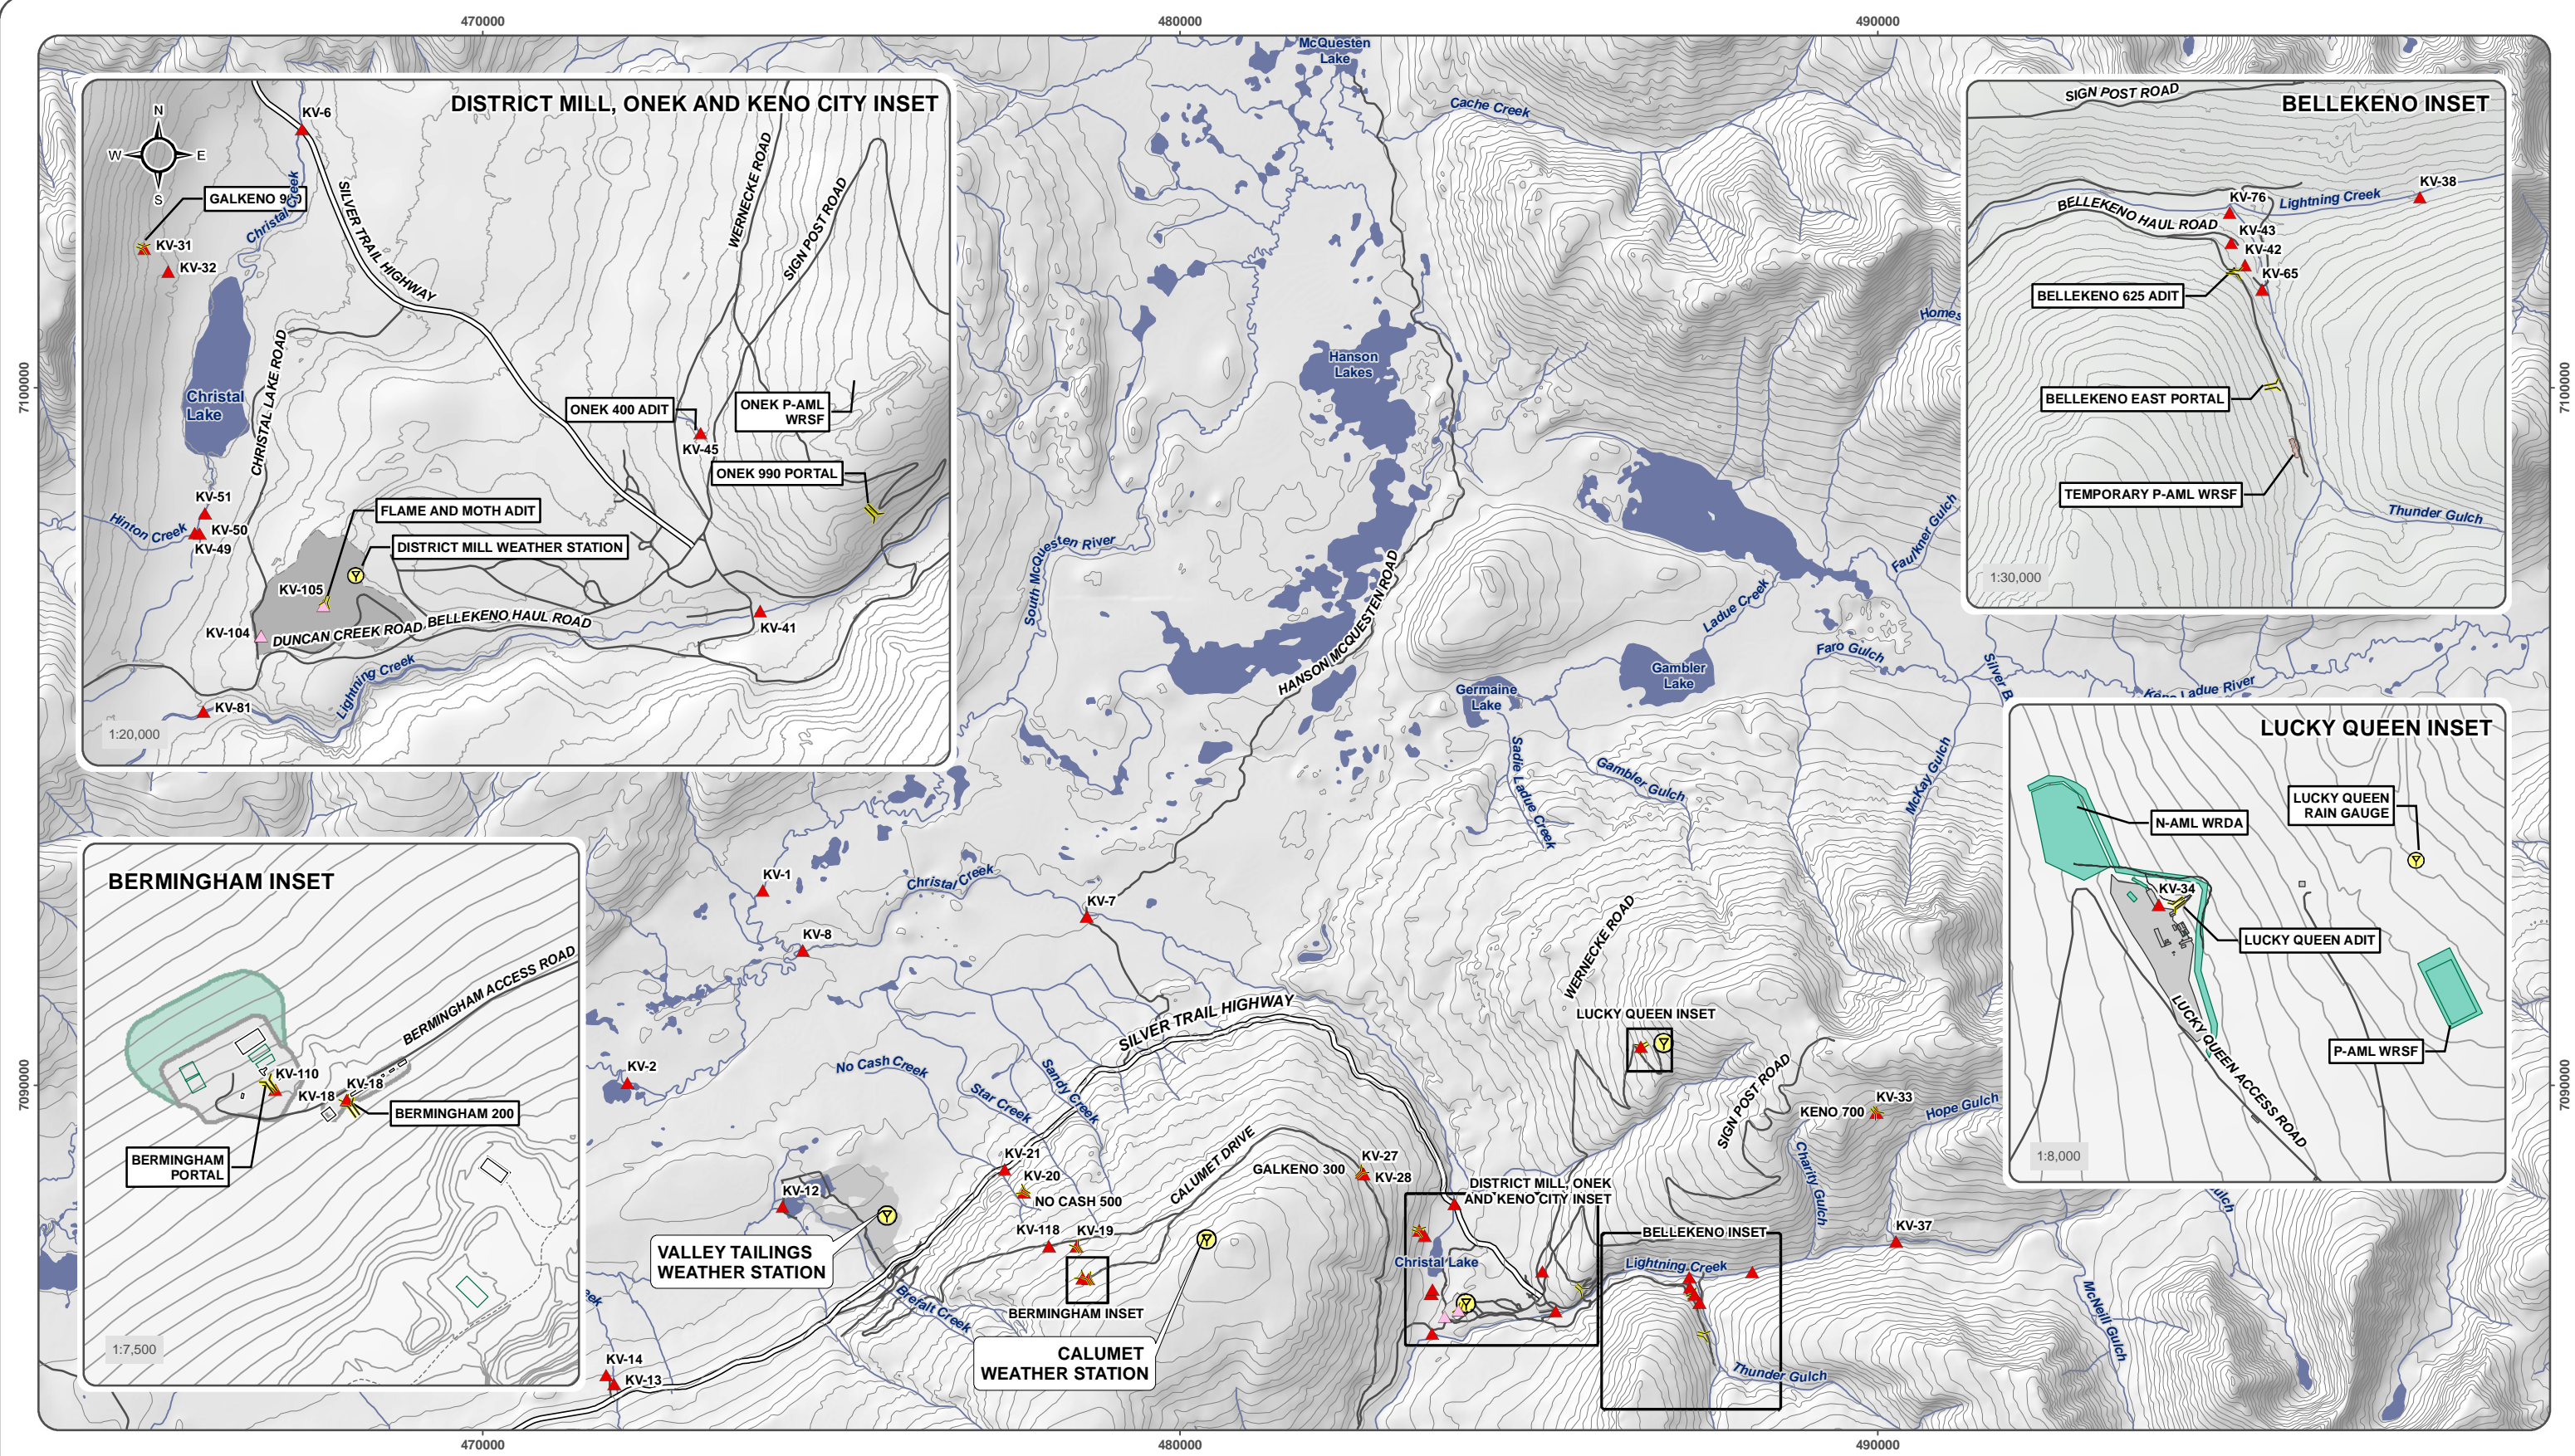 470000
480000
490000
7100000
7090000
7100000
7090000
470000
480000
490000
DISTRICT MILL, ONEK AND KENO CITY INSET
N
W
E
S
KV-6
GALKENO
Christal Creek
SILVER TRAIL HIGHWAY
WERNECKE ROAD
SIGN POST ROAD
KV-31
KV-32
Christal
Lake
CHRISTAL LAKE ROAD
ONEK 400 ADIT
KV-45
ONEK P-AML
WRSF
ONEK 990 PORTAL
KV-51
Hinton Creek
KV-50
KV-49
FLAME AND MOTH ADIT
DISTRICT MILL WEATHER STATION
KV-105
KV-104
DUNCAN CREEK ROAD
BELLEKENO HAUL ROAD
KV-41
Lightning Creek
KV-81
1:20,000
BELLEKENO INSET
SIGN POST ROAD
KV-38
KV-76
Lightning Creek
BELLEKENO HAUL ROAD
KV-43
KV-42
KV-65
BELLEKENO 625 ADIT
BELLEKENO EAST PORTAL
TEMPORARY P-AML WRSF
Thunder Gulch
1:30,000
BERMINGHAM INSET
BERMINGHAM ACCESS ROAD
KV-110
KV-18
KV-18
BERMINGHAM 200
BERMINGHAM
PORTAL
1:7,500
LUCKY QUEEN INSET
LUCKY QUEEN
RAIN GAUGE
N-AML WRDA
KV-34
LUCKY QUEEN ADIT
LUCKY QUEEN ACCESS ROAD
P-AML WRSF
1:8,000
McQuesten
Lake
Cache Creek
Homes
Hanson
Lakes
South McQuesten River
HANSON MCQUESTEN ROAD
Faulkner Gulch
Ladue Creek
Faro Gulch
Gambler
Lake
Germaine
Lake
Silver B
Keno Ladue River
Sadie Ladue Creek
Gambler Gulch
McKay Gulch
KV-1
Christal Creek
KV-7
KV-8
WERNECKE ROAD
SILVER TRAIL HIGHWAY
LUCKY QUEEN INSET
No Cash Creek
Star Creek
Sandy Creek
KV-2
SIGN POST ROAD
KV-33
KENO 700
Hope Gulch
CALUMET DRIVE
KV-21
KV-20
NO CASH 500
KV-27
GALKENO 300
KV-28
Charity Gulch
KV-12
DISTRICT MILL, ONEK
AND KENO CITY INSET
KV-118
KV-19
KV-37
BELLEKENO INSET
VALLEY TAILINGS
WEATHER STATION
Christal Lake
Lightning Creek
BERMINGHAM INSET
Brefalt Creek
McNeill Gulch
CALUMET
WEATHER STATION
KV-14
KV-13
Thunder Gulch